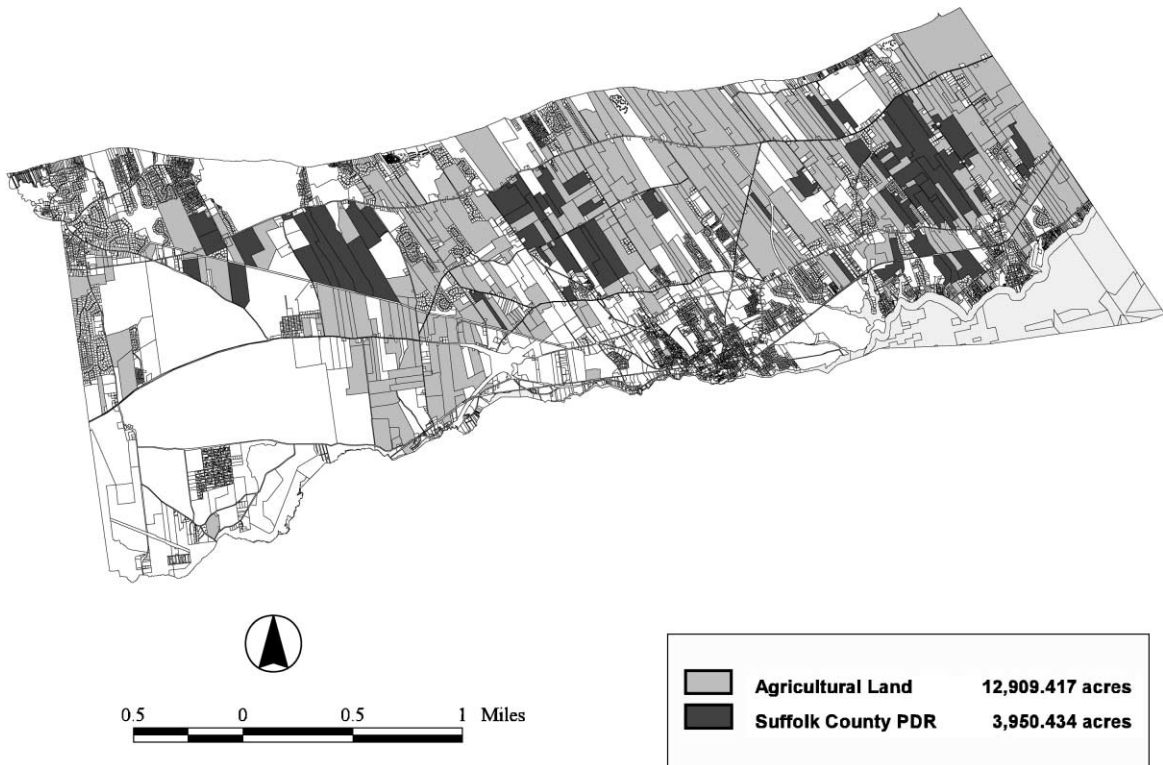 0.5 0 0.5 1 Miles
Agricultural Land 12,909.417 acres
Suffolk County PDR 3,950.434 acres